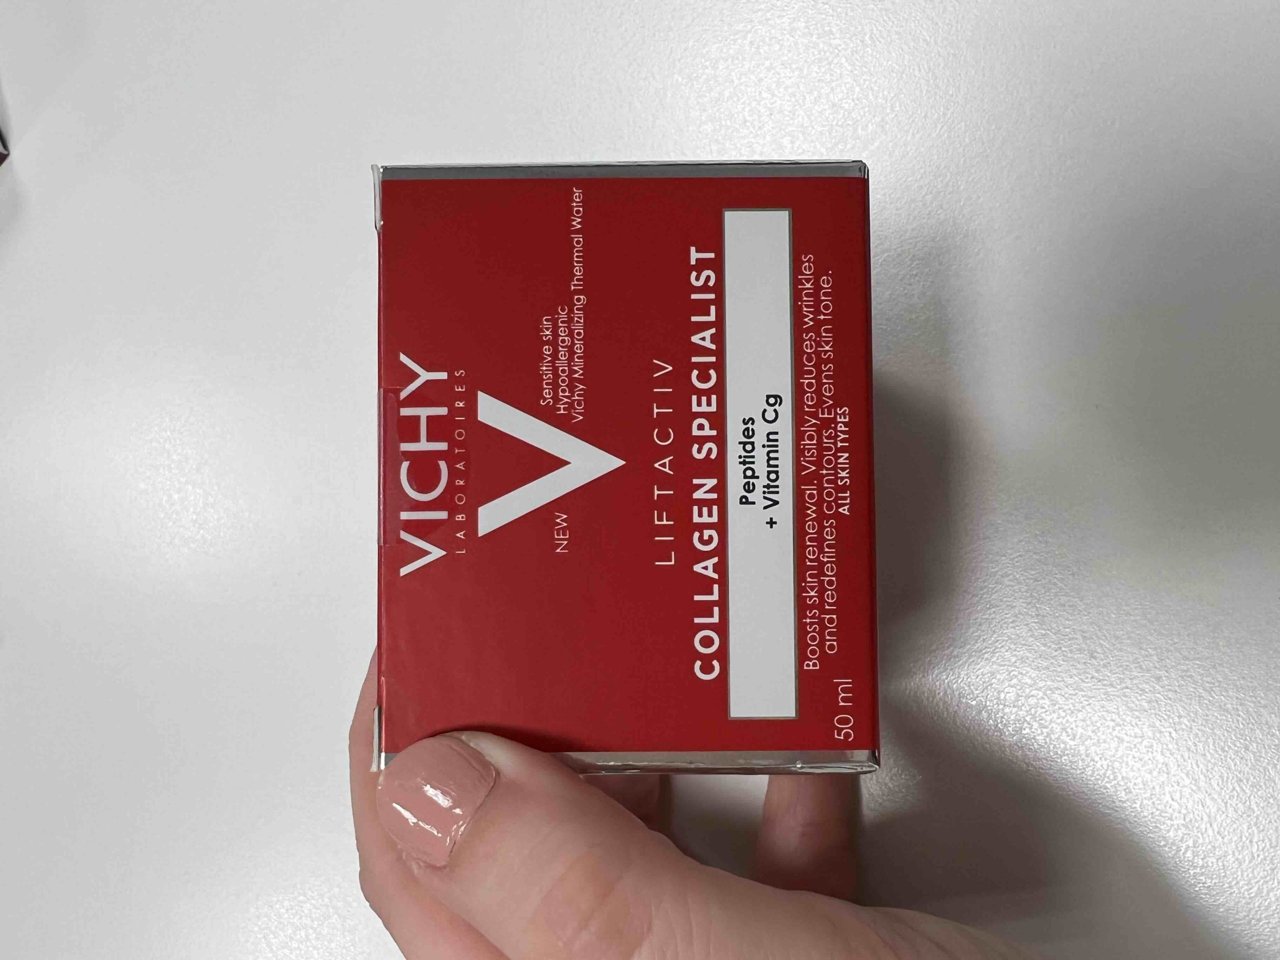 VICHY
LABORATOIRES
NEW
Sensitive skin
Hypoallergenic
Vichy Mineralizing Thermal Water
LIFTACTIV
COLLAGEN SPECIALIST
Peptides
+ Vitamin Cg
Boosts skin renewal. Visibly reduces wrinkles
and redefines contours. Evens skin tone.
ALL SKIN TYPES
50 ml